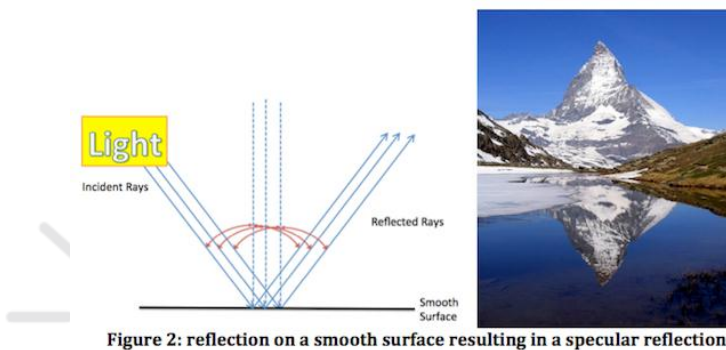 Light
Incident Rays
Reflected Rays
Smooth
Surface
Figure 2: reflection on a smooth surface resulting in a specular reflection